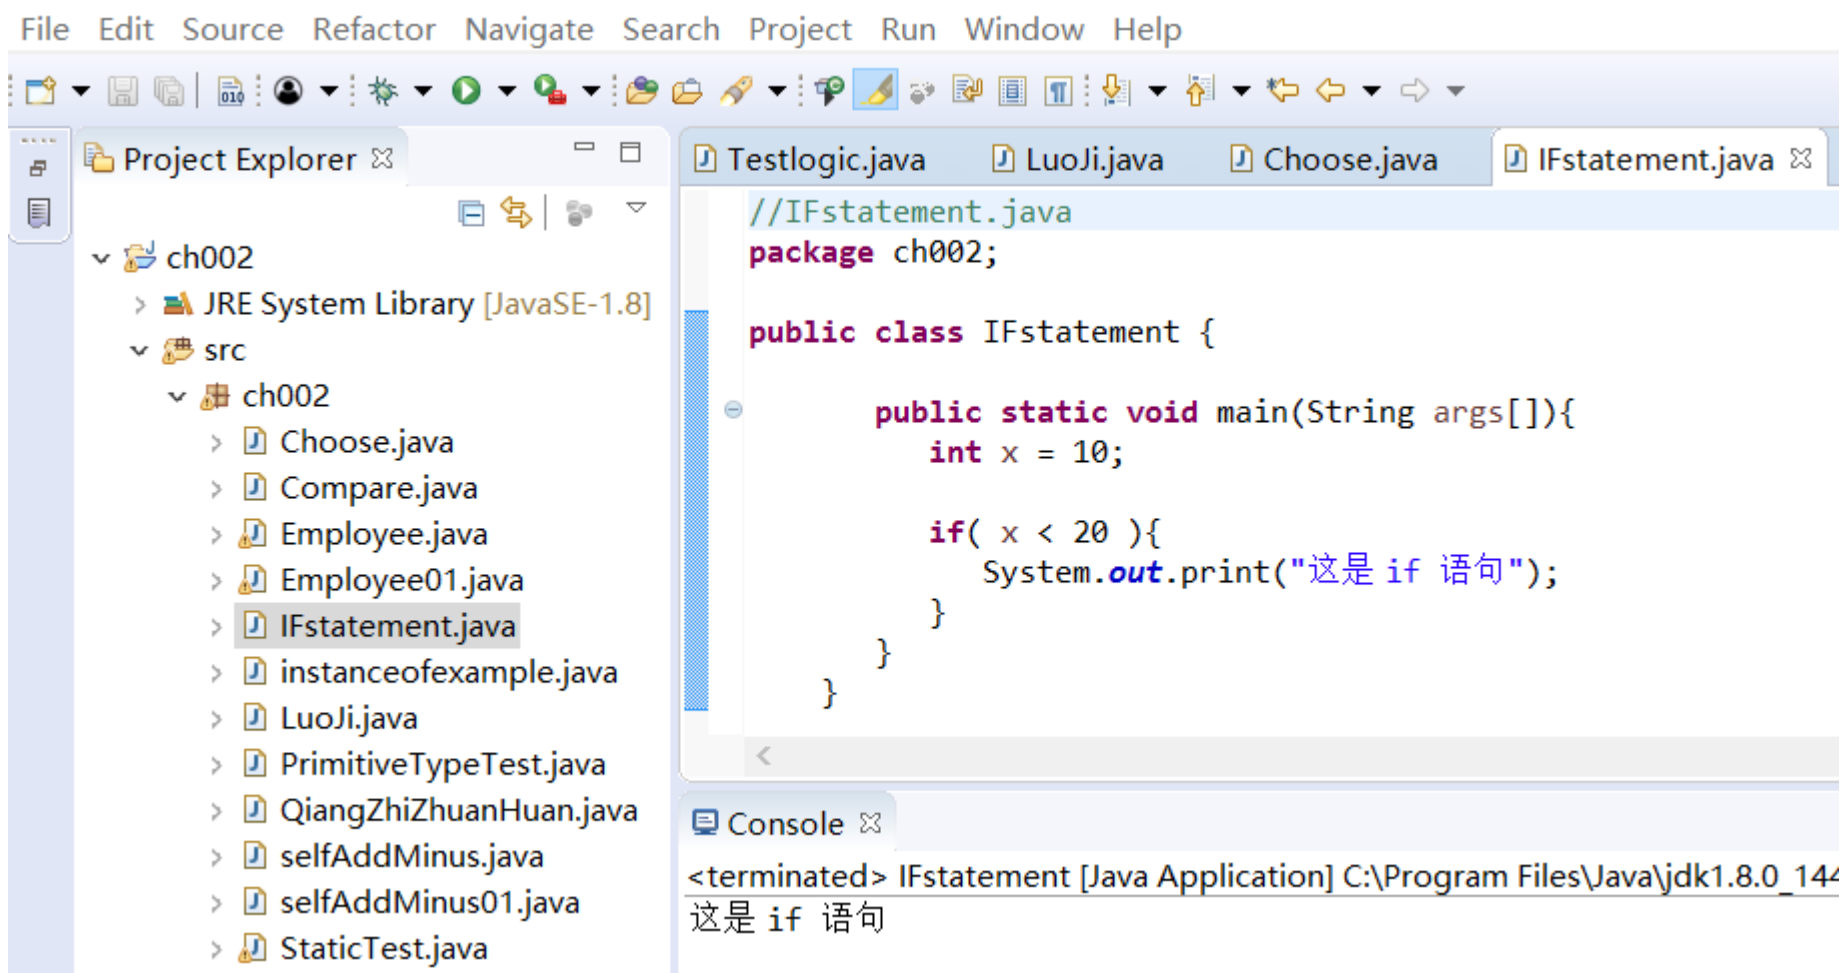 File Edit Source Refactor Navigate Search Project Run Window Help
Project Explorer
ch002
JRE System Library [JavaSE-1.8]
src
ch002
Choose.java
Compare.java
Employee.java
Employee01.java
IFstatement.java
instanceofexample.java
LuoJi.java
PrimitiveTypeTest.java
QiangZhiZhuanHuan.java
selfAddMinus.java
selfAddMinus01.java
StaticTest.java
Testlogic.java LuoJi.java Choose.java IFstatement.java
//IFstatement.java
package ch002;
public class IFstatement {
public static void main(String args[]){
int x = 10;
if( x < 20 ){
System.out.print("这是 if 语句");
}
}
}
Console
<terminated> IFstatement [Java Application] C:\Program Files\Java\jdk1.8.0_144
这是 if 语句